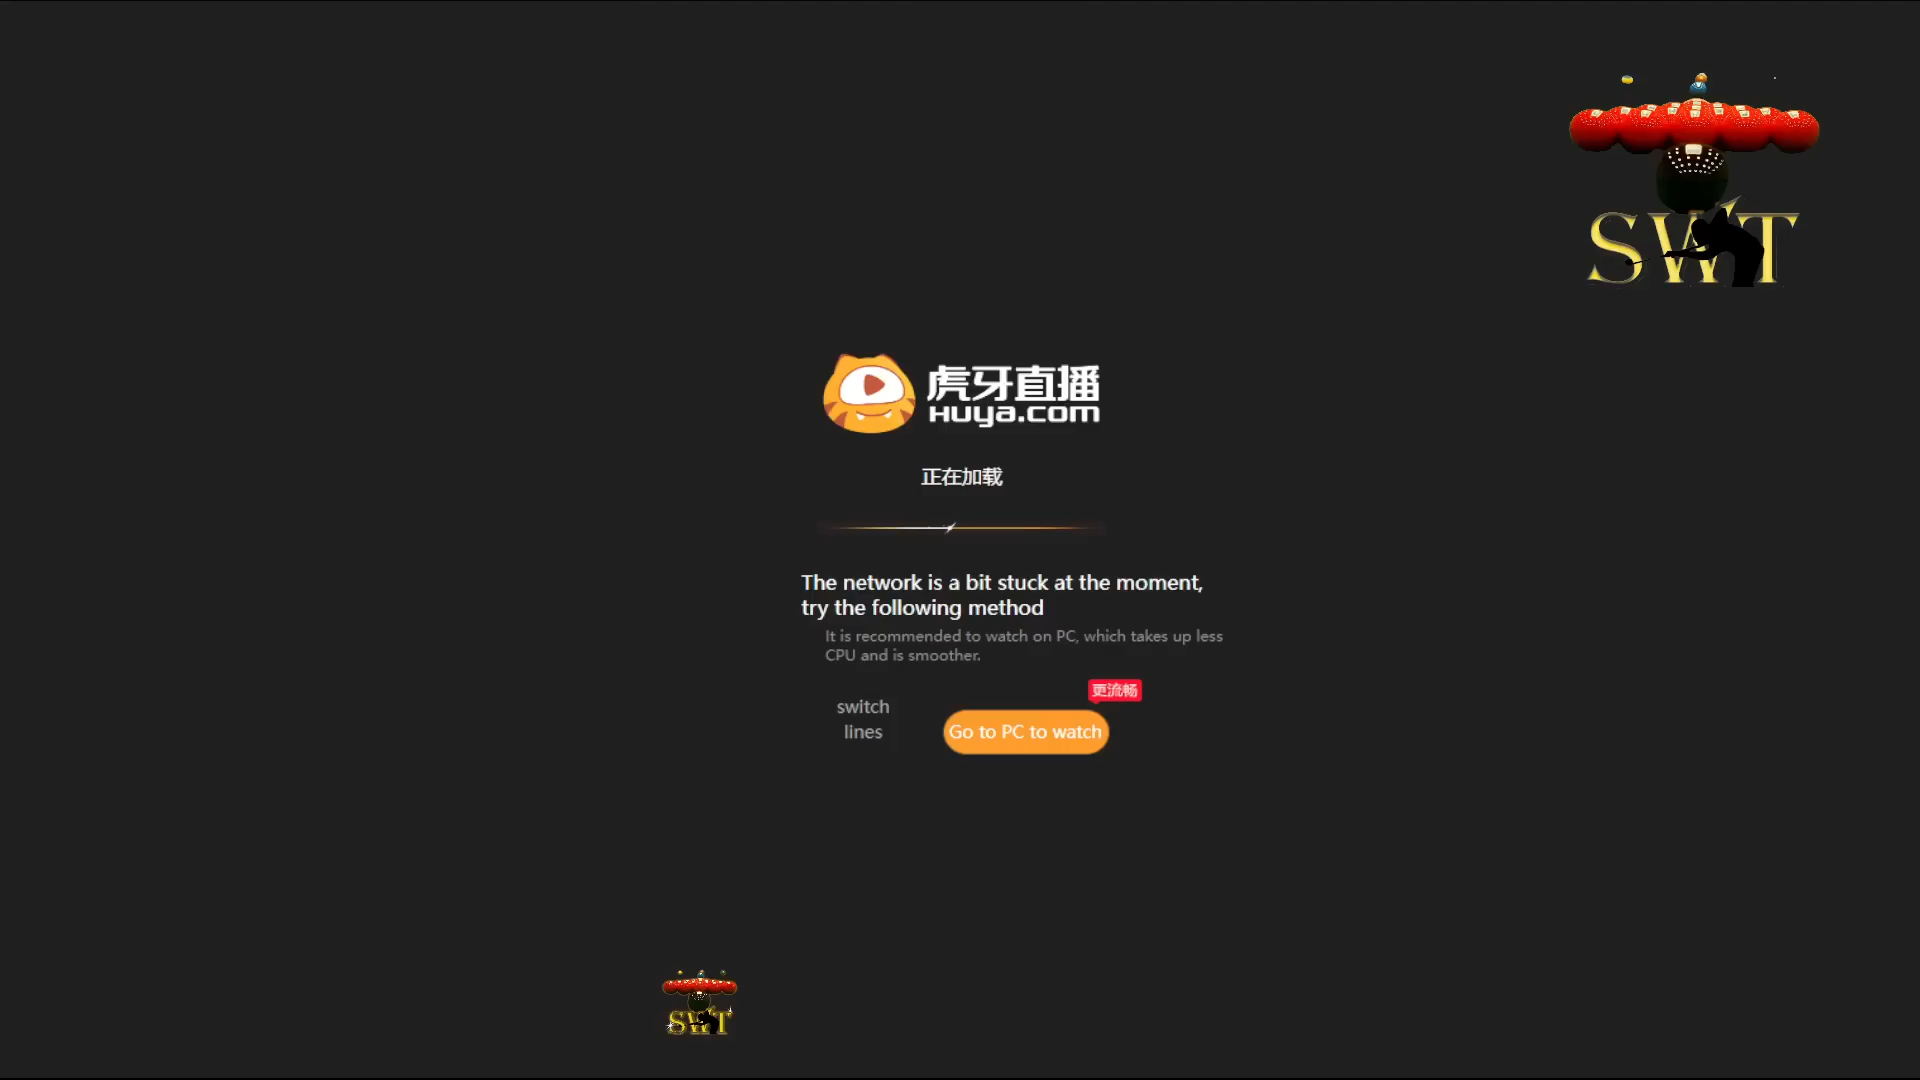 SWT
虎牙直播
HUYA.COM
正在加载
The network is a bit stuck at the moment,
try the following method
It is recommended to watch on PC, which takes up less
CPU and is smoother.
更流畅
switch
lines
Go to PC to watch
SWT